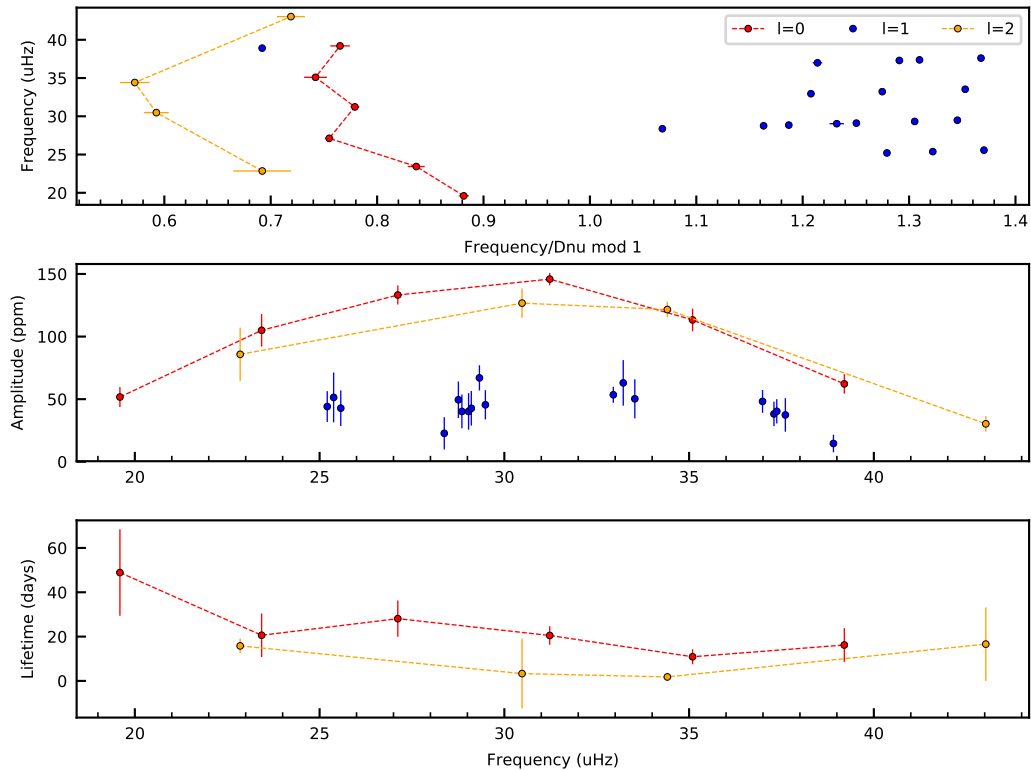 l=0 l=1 l=2
Frequency (uHz)
40
35
30
25
20
0.6 0.7 0.8 0.9 1.0 1.1 1.2 1.3 1.4
Frequency/Dnu mod 1
Amplitude (ppm)
150
100
50
0
20 25 30 35 40
Lifetime (days)
60
40
20
0
20 25 30 35 40
Frequency (uHz)